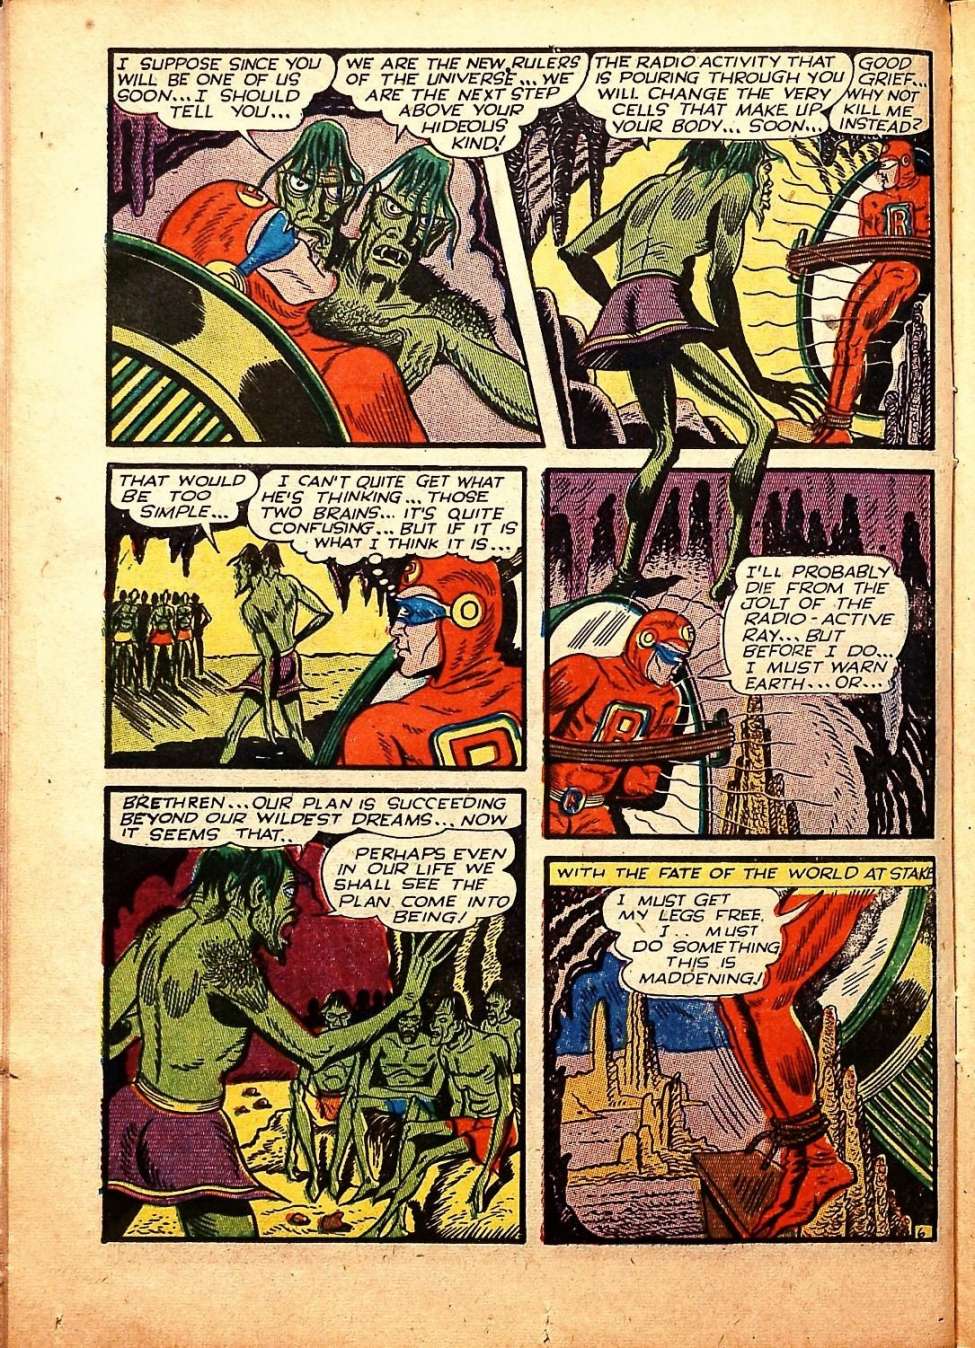 I SUPPOSE SINCE YOU
WILL BE ONE OF US
SOON... I SHOULD
TELL YOU...
WE ARE THE NEW RULERS
OF THE UNIVERSE... WE
ARE THE NEXT STEP
ABOVE YOUR
HIDEOUS
KIND!
THE RADIO ACTIVITY THAT
IS POURING THROUGH YOU
WILL CHANGE THE VERY
CELLS THAT MAKE UP
YOUR BODY... SOON...
GOOD
GRIEF...
WHY NOT
KILL ME
INSTEAD?
R
THAT WOULD
BE TOO
SIMPLE...
I CAN'T QUITE GET WHAT
HE'S THINKING... THOSE
TWO BRAINS... IT'S QUITE
CONFUSING... BUT IF IT IS
WHAT I THINK IT IS...
R
I'LL PROBABLY
DIE FROM THE
JOLT OF THE
RADIO-ACTIVE
RAY... BUT
BEFORE I DO...
I MUST WARN
EARTH... OR...
R
BRETHREN... OUR PLAN IS SUCCEEDING
BEYOND OUR WILDEST DREAMS... NOW
IT SEEMS THAT..
PERHAPS EVEN
IN OUR LIFE WE
SHALL SEE THE
PLAN COME INTO
BEING!
WITH THE FATE OF THE WORLD AT STAKE
I MUST GET
MY LEGS FREE.
I.. MUST
DO SOMETHING
THIS IS
MADDENING!
6